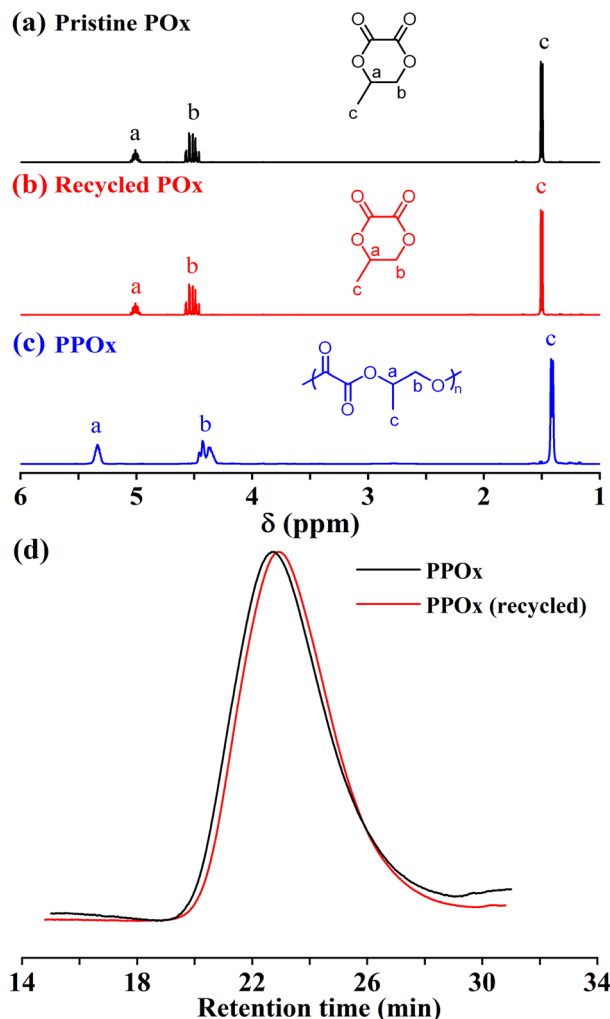 (a) Pristine POx
O O
O O
a
b
c
a
b
c
(b) Recycled POx
O O
O O
a
b
c
a
b
c
(c) PPOx
O
O
O
O
n
a
b
c
a
b
c
6 5 4 3 2 1
δ (ppm)
(d)
PPOx
PPOx (recycled)
14 18 22 26 30 34
Retention time (min)